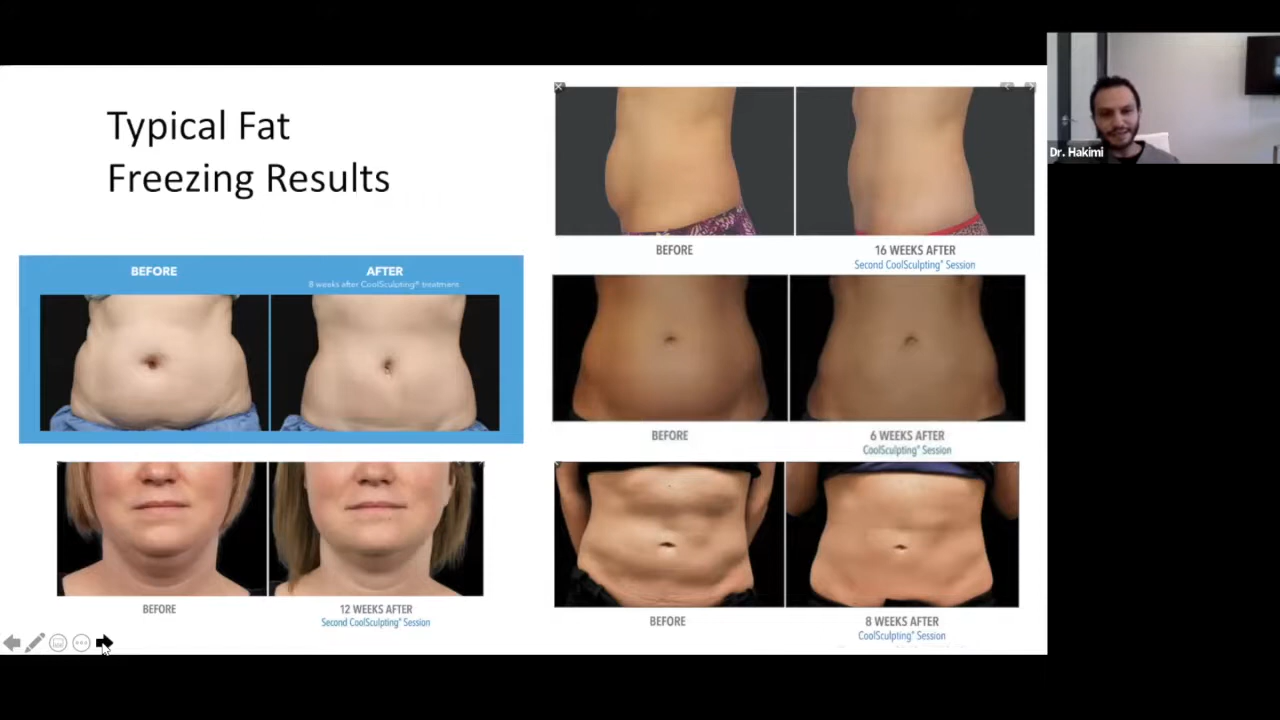 Typical Fat
Freezing Results
BEFORE
AFTER
8 weeks after CoolSculpting® treatment
BEFORE
12 WEEKS AFTER
Second CoolSculpting® Session
BEFORE
16 WEEKS AFTER
Second CoolSculpting® Session
BEFORE
6 WEEKS AFTER
CoolSculpting® Session
BEFORE
8 WEEKS AFTER
CoolSculpting® Session
Dr. Hakimi